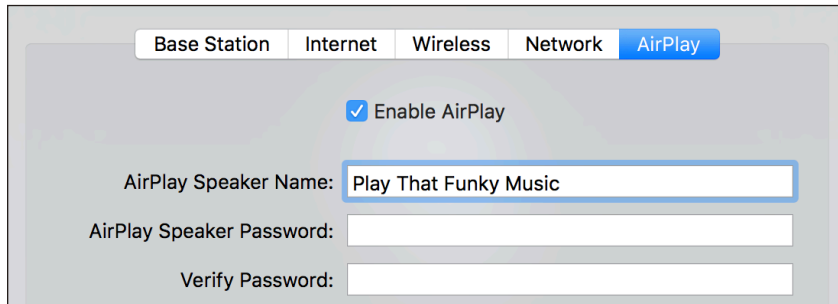 Base Station Internet Wireless Network AirPlay
Enable AirPlay
AirPlay Speaker Name: Play That Funky Music
AirPlay Speaker Password:
Verify Password: